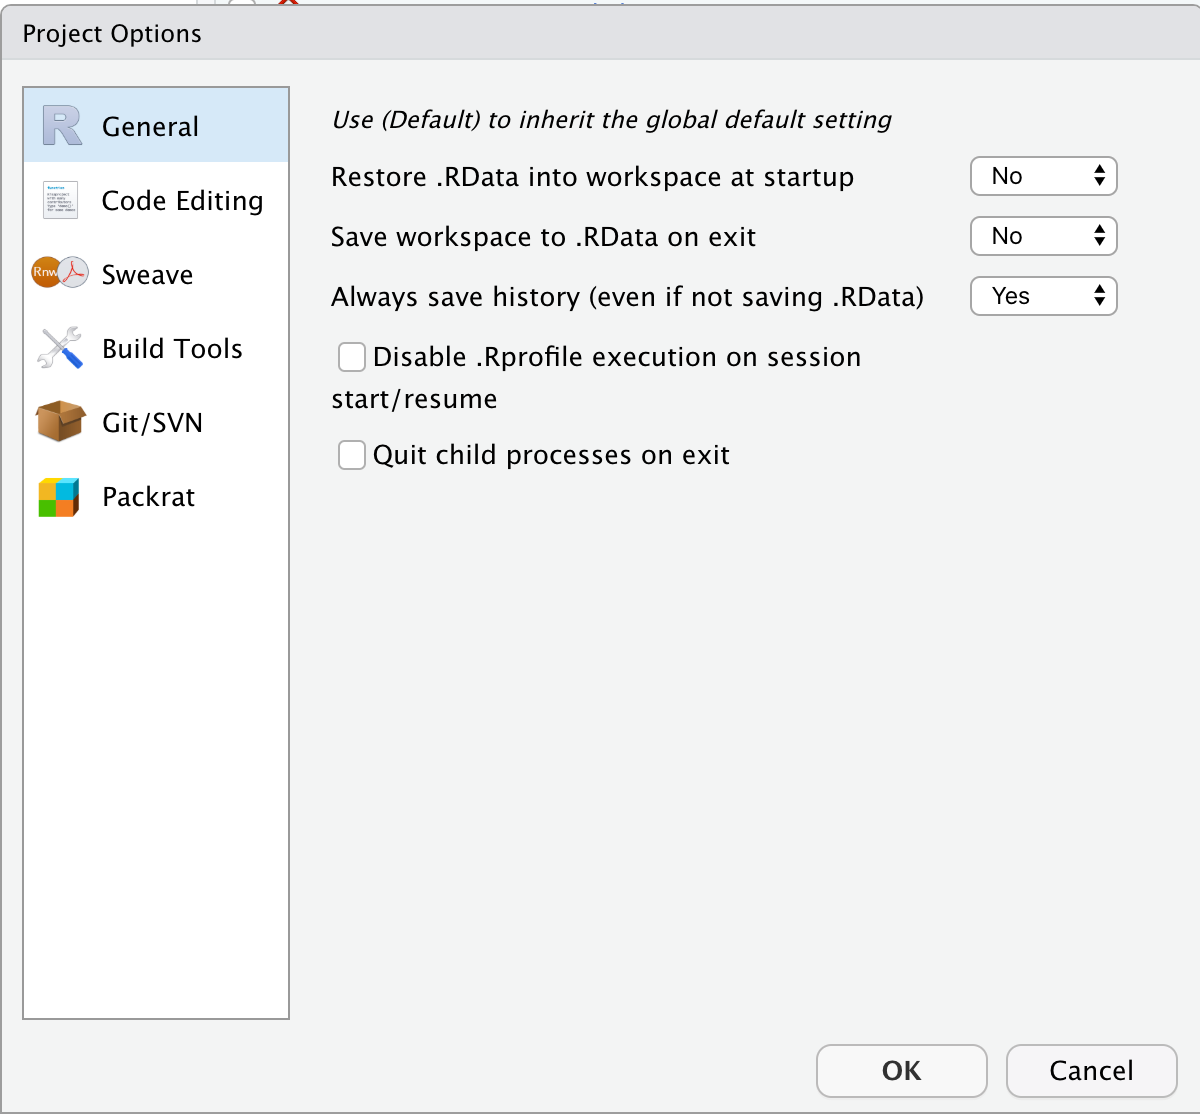 Project Options
General
Code Editing
Sweave
Build Tools
Git/SVN
Packrat
Use (Default) to inherit the global default setting
Restore .RData into workspace at startup
No
Save workspace to .RData on exit
No
Always save history (even if not saving .RData)
Yes
Disable .Rprofile execution on session
start/resume
Quit child processes on exit
R
Rnw
OK
Cancel